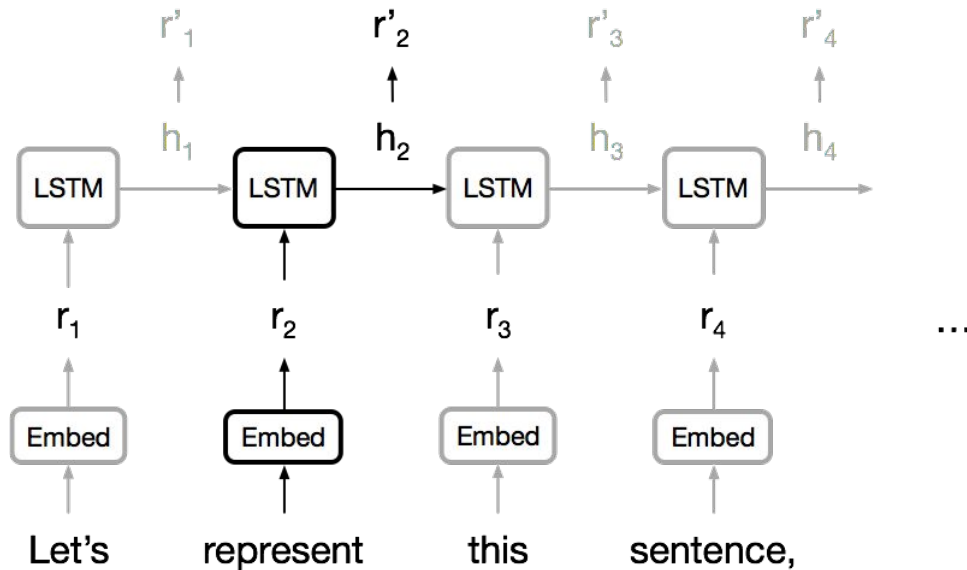 r'₁ r'₂ r'₃ r'₄
h₁ h₂ h₃ h₄
LSTM LSTM LSTM LSTM
r₁ r₂ r₃ r₄ ...
Embed Embed Embed Embed
Let's represent this sentence,